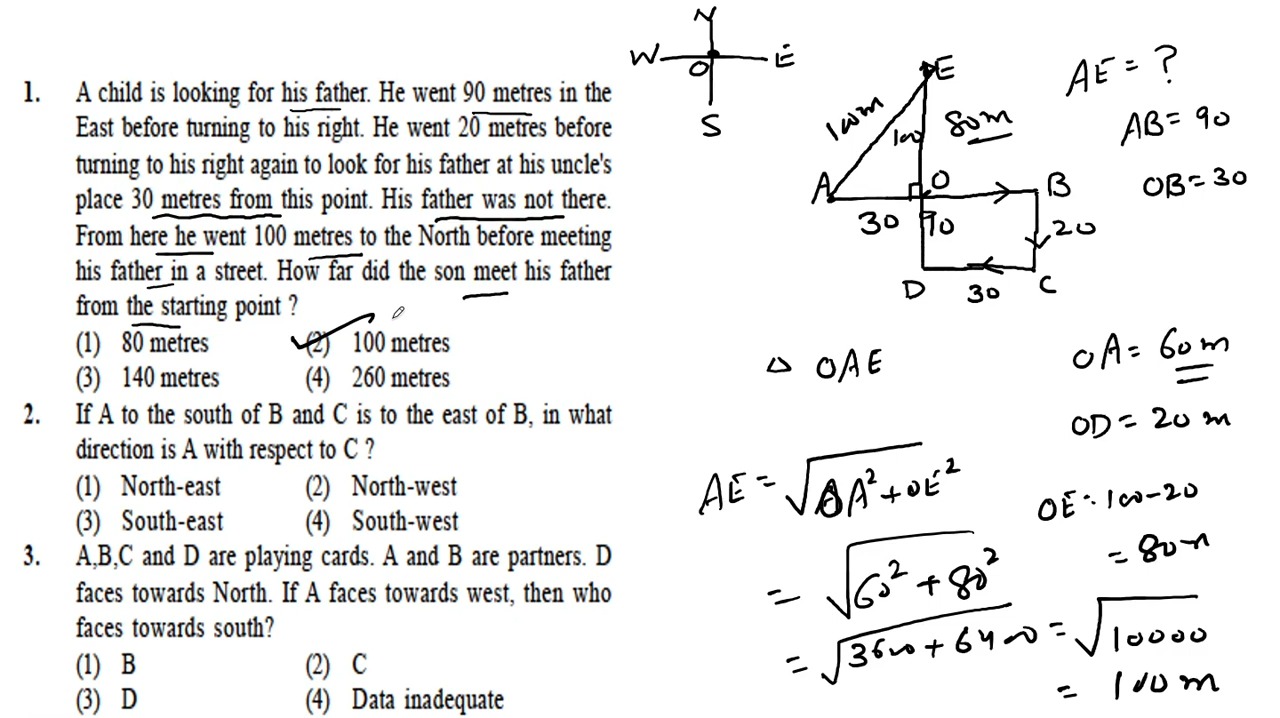 1. A child is looking for his father. He went 90 metres in the
East before turning to his right. He went 20 metres before
turning to his right again to look for his father at his uncle's
place 30 metres from this point. His father was not there.
From here he went 100 metres to the North before meeting
his father in a street. How far did the son meet his father
from the starting point ?
(1) 80 metres (2) 100 metres
(3) 140 metres (4) 260 metres
2. If A to the south of B and C is to the east of B, in what
direction is A with respect to C ?
(1) North-east (2) North-west
(3) South-east (4) South-west
3. A,B,C and D are playing cards. A and B are partners. D
faces towards North. If A faces towards west, then who
faces towards south?
(1) B (2) C
(3) D (4) Data inadequate
N
W O E
S
E
100m 100 80m
A O B
30 90 20
D 30 C
AE = ?
AB = 90
OB = 30
△ OAE
OA = 60m
OD = 20 m
AE = √OA² + OE²
OE = 100-20
= 80m
= √60² + 80²
= √3600 + 6400 = √10000
= 100 m